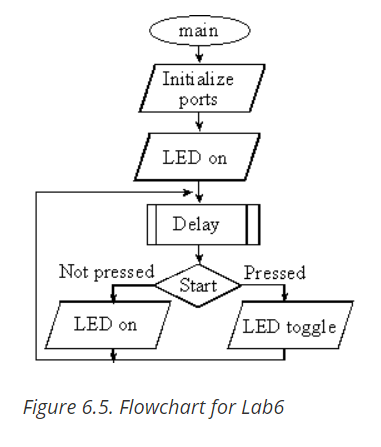 main
Initialize
ports
LED on
Delay
Not pressed
Pressed
Start
LED on
LED toggle
Figure 6.5. Flowchart for Lab6